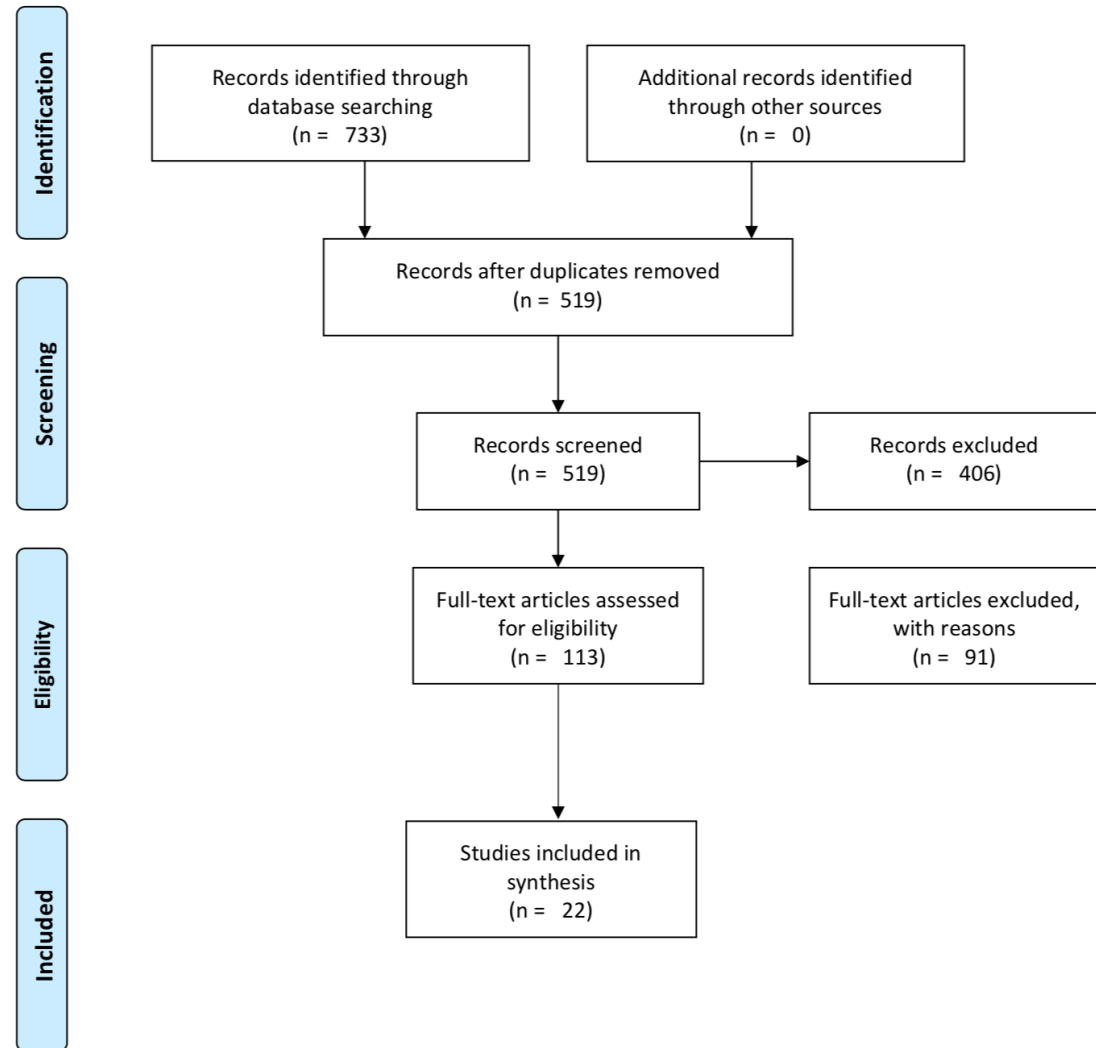 Identification
Records identified through
database searching
(n = 733)
Additional records identified
through other sources
(n = 0)
Records after duplicates removed
(n = 519)
Screening
Records screened
(n = 519)
Records excluded
(n = 406)
Eligibility
Full-text articles assessed
for eligibility
(n = 113)
Full-text articles excluded,
with reasons
(n = 91)
Included
Studies included in
synthesis
(n = 22)